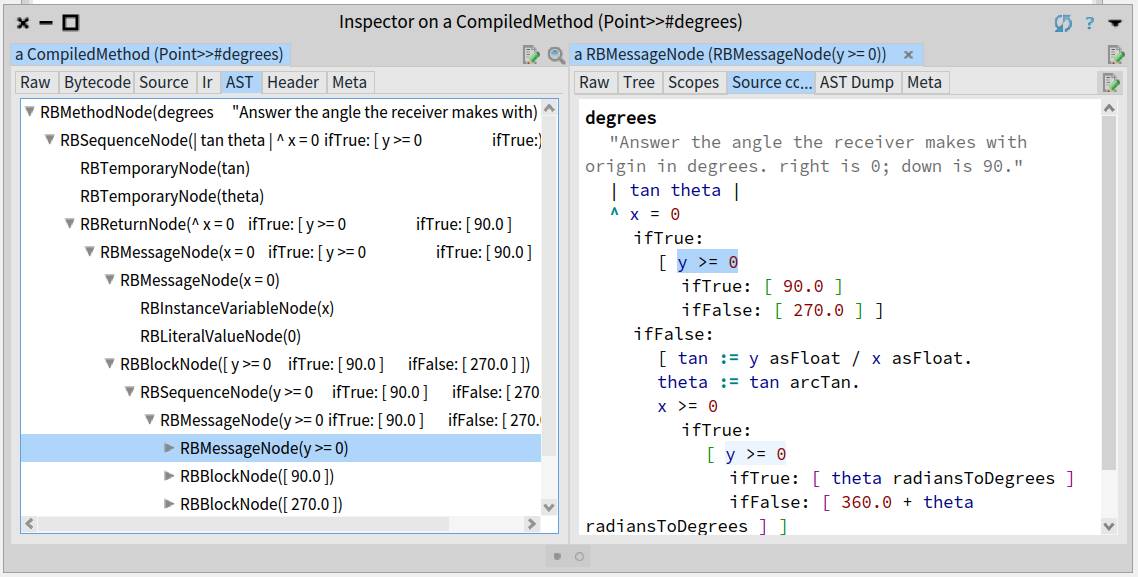 Inspector on a CompiledMethod (Point>>#degrees)
?
a CompiledMethod (Point>>#degrees)
Raw Bytecode Source Ir AST Header Meta
RBMethodNode(degrees "Answer the angle the receiver makes with)
RBSequenceNode(| tan theta | ^ x = 0 ifTrue: [ y >= 0 ifTrue:)
RBTemporaryNode(tan)
RBTemporaryNode(theta)
RBReturnNode(^ x = 0 ifTrue: [ y >= 0 ifTrue: [ 90.0 ]
RBMessageNode(x = 0 ifTrue: [ y >= 0 ifTrue: [ 90.0 ]
RBMessageNode(x = 0)
RBInstanceVariableNode(x)
RBLiteralValueNode(0)
RBBlockNode([ y >= 0 ifTrue: [ 90.0 ] ifFalse: [ 270.0 ] ])
RBSequenceNode(y >= 0 ifTrue: [ 90.0 ] ifFalse: [ 270.
RBMessageNode(y >= 0 ifTrue: [ 90.0 ] ifFalse: [ 270.
RBMessageNode(y >= 0)
RBBlockNode([ 90.0 ])
RBBlockNode([ 270.0 ])
a RBMessageNode (RBMessageNode(y >= 0)) ×
Raw Tree Scopes Source cc... AST Dump Meta
degrees
"Answer the angle the receiver makes with
origin in degrees. right is 0; down is 90."
| tan theta |
^ x = 0
ifTrue:
[ y >= 0
ifTrue: [ 90.0 ]
ifFalse: [ 270.0 ] ]
ifFalse:
[ tan := y asFloat / x asFloat.
theta := tan arcTan.
x >= 0
ifTrue:
[ y >= 0
ifTrue: [ theta radiansToDegrees ]
ifFalse: [ 360.0 + theta
radiansToDegrees ] ]